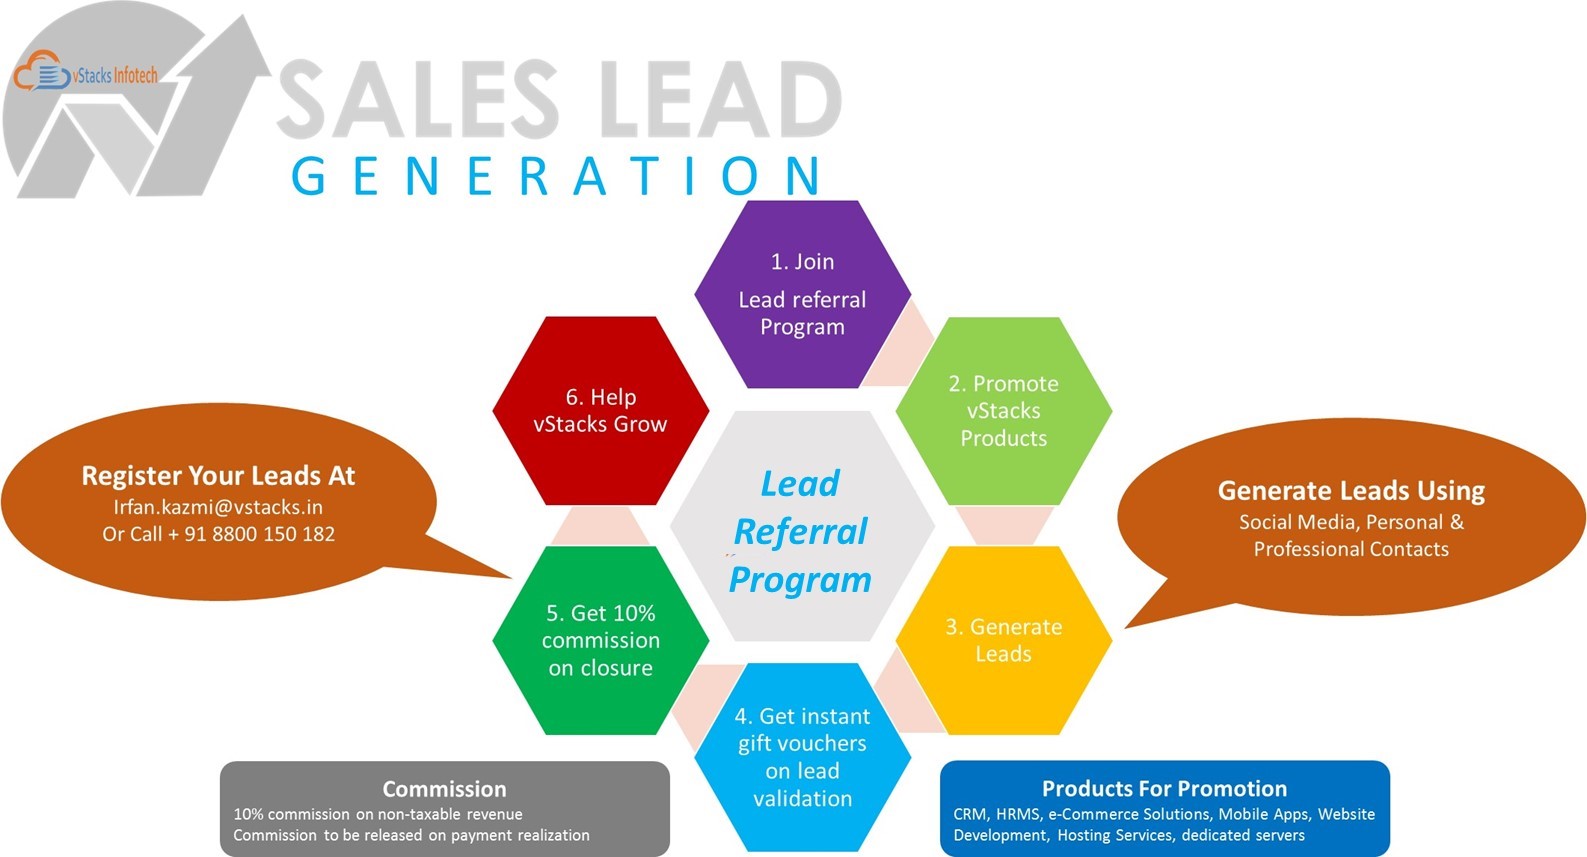 vStacks Infotech
SALES LEAD
GENERATION
1. Join
Lead referral
Program
2. Promote
vStacks
Products
3. Generate
Leads
4. Get instant
gift vouchers
on lead
validation
5. Get 10%
commission
on closure
6. Help
vStacks Grow
Lead
Referral
Program
Register Your Leads At
Irfan.kazmi@vstacks.in
Or Call + 91 8800 150 182
Generate Leads Using
Social Media, Personal &
Professional Contacts
Commission
10% commission on non-taxable revenue
Commission to be released on payment realization
Products For Promotion
CRM, HRMS, e-Commerce Solutions, Mobile Apps, Website
Development, Hosting Services, dedicated servers